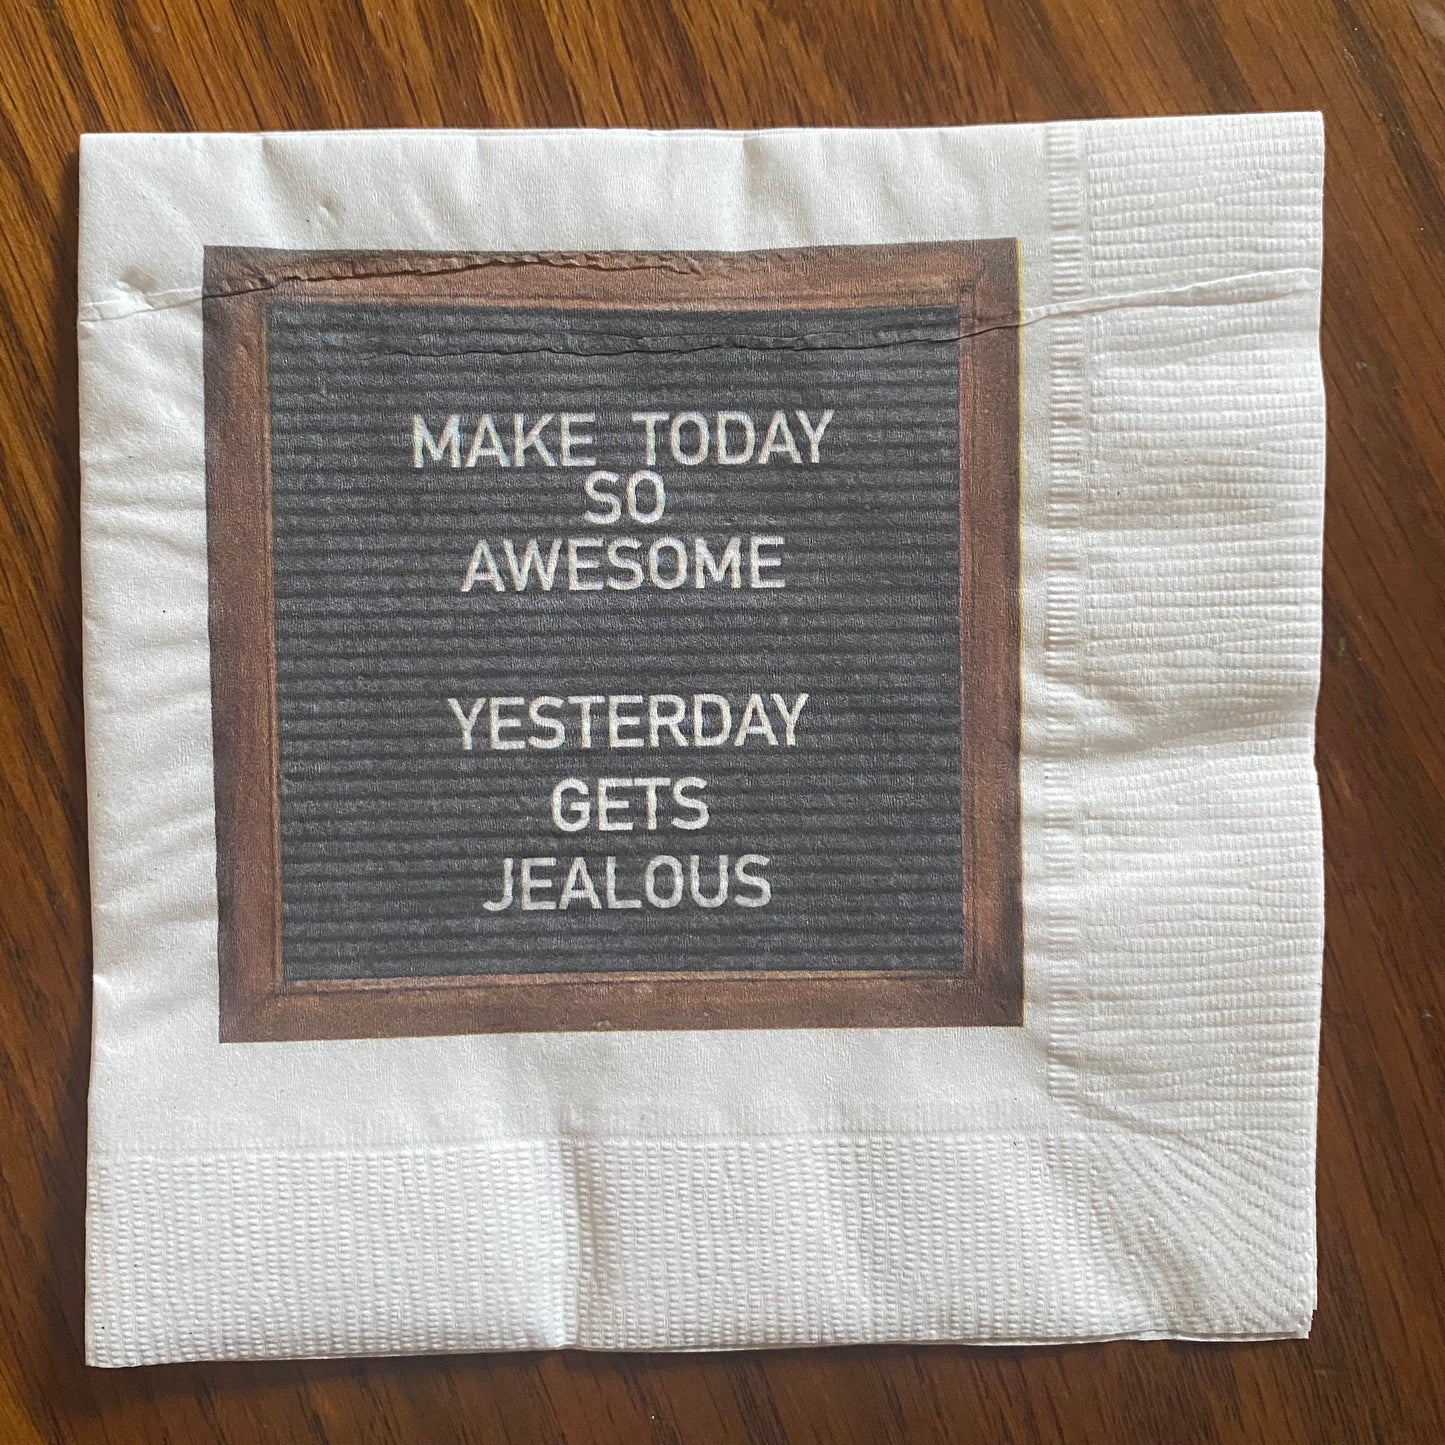 MAKE TODAY
SO
AWESOME
YESTERDAY
GETS
JEALOUS